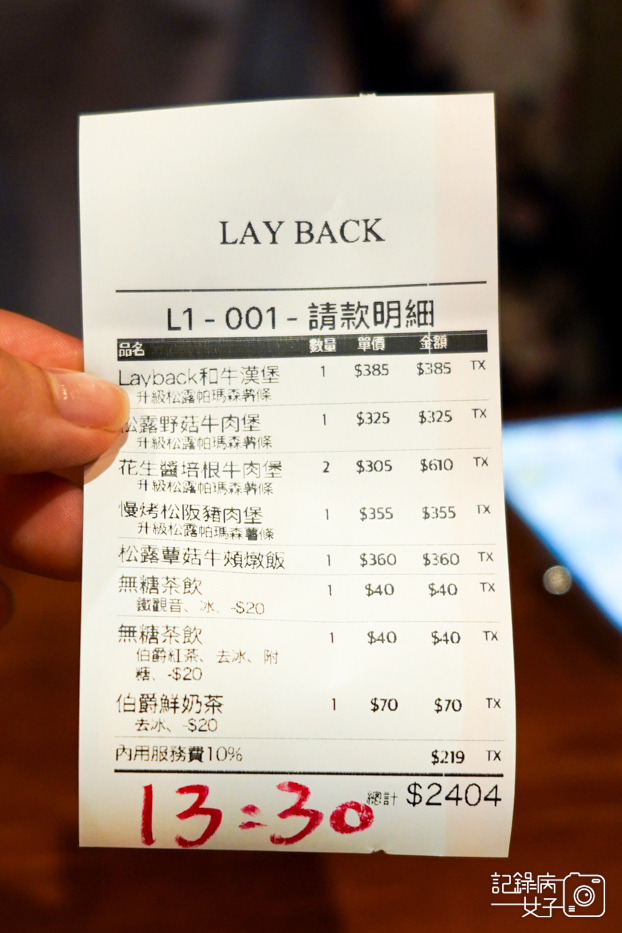 LAY BACK
L1 - 001 - 請款明細
品名 數量 單價 金額
Layback和牛漢堡 1 $385 $385 TX
升級松露帕瑪森薯條
松露野菇牛肉堡 1 $325 $325 TX
升級松露帕瑪森薯條
花生醬培根牛肉堡 2 $305 $610 TX
升級松露帕瑪森薯條
慢烤松阪豬肉堡 1 $355 $355 TX
升級松露帕瑪森薯條
松露蕈菇牛頰燉飯 1 $360 $360 TX
無糖茶飲 1 $40 $40 TX
鐵觀音、冰、-$20
無糖茶飲 1 $40 $40 TX
伯爵紅茶、去冰、附
糖、-$20
伯爵鮮奶茶 1 $70 $70 TX
去冰、-$20
內用服務費10% $219 TX
總計 $2404
13:30
記錄病
女子